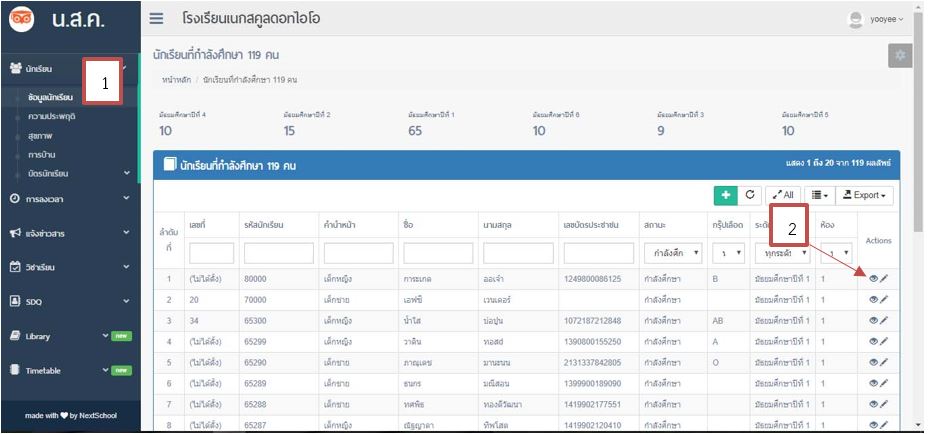 น.ส.ค.
โรงเรียนเนกสคูลดอทไอโอ
yooyee
นักเรียน
1
ข้อมูลนักเรียน
ความประพฤติ
สุขภาพ
การบ้าน
บัตรนักเรียน
การลงเวลา
แจ้งข่าวสาร
วิชาเรียน
SDQ
Library new
Timetable new
made with by NextSchool
นักเรียนที่กำลังศึกษา 119 คน
หน้าหลัก / นักเรียนที่กำลังศึกษา 119 คน
มัธยมศึกษาปีที่ 4 มัธยมศึกษาปีที่ 2 มัธยมศึกษาปีที่ 1 มัธยมศึกษาปีที่ 6 มัธยมศึกษาปีที่ 3 มัธยมศึกษาปีที่ 5
10 15 65 10 9 10
นักเรียนที่กำลังศึกษา 119 คน แสดง 1 ถึง 20 จาก 119 ผลลัพธ์
All Export
2
ลำดับที่ เลขที่ รหัสนักเรียน คำนำหน้า ชื่อ นามสกุล เลขบัตรประชาชน สถานะ กรุ๊ปเลือด ระดับ ห้อง Actions
กำลังศึก ทุกระดั
1 (ไม่ได้ตั้ง) 80000 เด็กหญิง การะเกด ออเจ้า 1249800086125 กำลังศึกษา B มัธยมศึกษาปีที่ 1 1
2 20 70000 เด็กชาย เอฟซี เวนเดอร์ กำลังศึกษา มัธยมศึกษาปีที่ 1 1
3 34 65300 เด็กหญิง น้ำใส บ่อปูน 1072187212848 กำลังศึกษา AB มัธยมศึกษาปีที่ 1 1
4 (ไม่ได้ตั้ง) 65299 เด็กหญิง วาดิน ทอสด 1390800155250 กำลังศึกษา A มัธยมศึกษาปีที่ 1 1
5 (ไม่ได้ตั้ง) 65290 เด็กชาย ภาณุเดช มานะนน 2131337842805 กำลังศึกษา O มัธยมศึกษาปีที่ 1 1
6 (ไม่ได้ตั้ง) 65289 เด็กชาย ธนกร มณีสอน 1399900189090 กำลังศึกษา มัธยมศึกษาปีที่ 1 1
7 (ไม่ได้ตั้ง) 65288 เด็กชาย ทศพิธ ทองดีวัฒนา 1419902177551 กำลังศึกษา มัธยมศึกษาปีที่ 1 1
8 (ไม่ได้ตั้ง) 65287 เด็กหญิง ณัฐญาดา ทิพโสต 1419902120410 กำลังศึกษา มัธยมศึกษาปีที่ 1 1